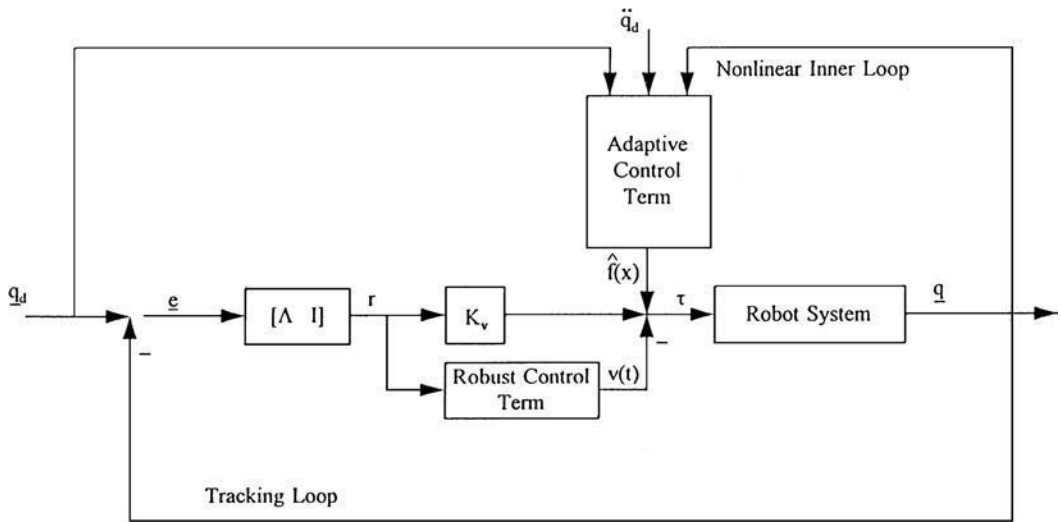 q̈d
Nonlinear Inner Loop
Adaptive
Control
Term
f̂(x)
qd
e
[Λ I]
r
Kv
τ
Robot System
q
−
−
Robust Control
Term
v(t)
Tracking Loop